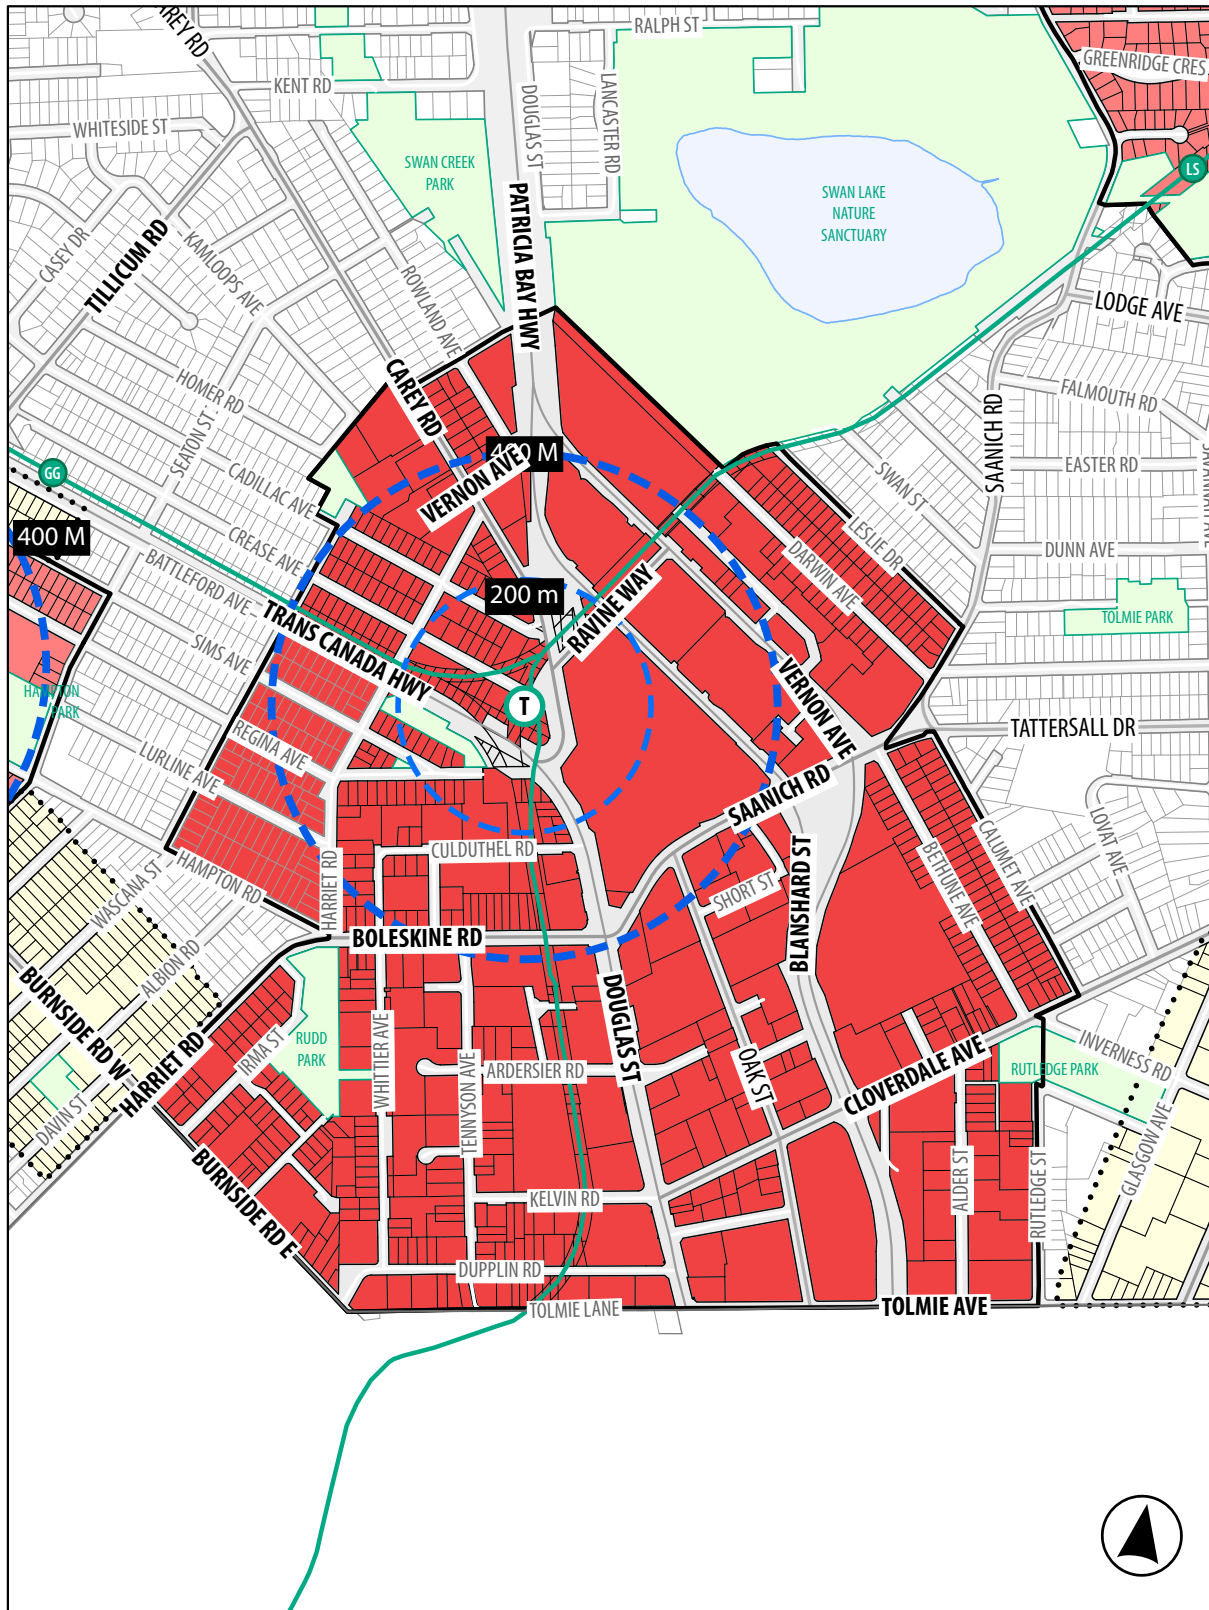 RALPH ST
CAREY RD
GREENRIDGE CRES
KENT RD
DOUGLAS ST
LANCASTER RD
WHITESIDE ST
SWAN CREEK
PARK
LS
SWAN LAKE
NATURE
SANCTUARY
PATRICIA BAY HWY
CASEY DR
TILLICUM RD
KAMLOOPS AVE
ROWLAND AVE
LODGE AVE
HOMER RD
CAREY RD
FALMOUTH RD
SEATON ST
SAANICH RD
400 M
VERNON AVE
GG
CADILLAC AVE
SWAN ST
EASTER RD
400 M
CREASE AVE
LESLIE DR
DUNN AVE
BATTLEFORD AVE
DARWIN AVE
200 m
RAVINE WAY
TRANS CANADA HWY
TOLMIE PARK
SIMS AVE
HAMPTON
PARK
T
VERNON AVE
REGINA AVE
TATTERSALL DR
LURLINE AVE
SAANICH RD
CULDUTHEL RD
LOVAT AVE
HAMPTON RD
HARRIET RD
WASCANA ST
SHORT ST
BETHUNE AVE
CALUMET AVE
BLANSHARD ST
BOLESKINE RD
ALBION RD
BURNSIDE RD W
DOUGLAS ST
HARRIET RD
IRMA ST
RUDD
PARK
WHITTIER AVE
TENNYSON AVE
ARDERSIER RD
OAK ST
CLOVERDALE AVE
RUTLEDGE PARK
INVERNESS RD
DAVIN ST
GLASGOW AVE
BURNSIDE RD E
KELVIN RD
ALDER ST
RUTLEDGE ST
DUPPLIN RD
TOLMIE LANE
TOLMIE AVE